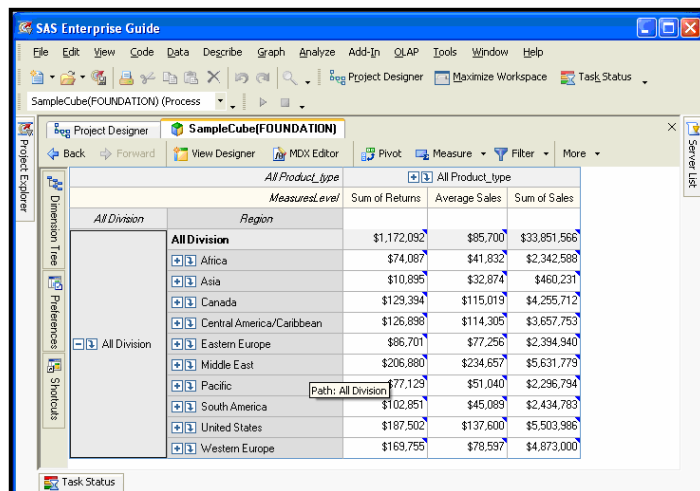 SAS Enterprise Guide
File Edit View Code Data Describe Graph Analyze Add-In OLAP Tools Window Help
Project Designer Maximize Workspace Task Status
SampleCube(FOUNDATION) (Process
Project Explorer
Project Designer SampleCube(FOUNDATION)
Server List
Back Forward View Designer MDX Editor Pivot Measure Filter More
Dimension Tree
Preferences
Shortcuts
All Product_type All Product_type
MeasuresLevel Sum of Returns Average Sales Sum of Sales
All Division Region
All Division $1,172,092 $85,700 $33,851,566
Africa $74,087 $41,832 $2,342,588
Asia $10,895 $32,874 $460,231
Canada $129,394 $115,019 $4,255,712
Central America/Caribbean $126,898 $114,305 $3,657,753
All Division Eastern Europe $86,701 $77,256 $2,394,940
Middle East $206,880 $234,657 $5,631,779
Pacific $77,129 $51,040 $2,296,794
Path: All Division
South America $102,851 $45,089 $2,434,783
United States $187,502 $137,600 $5,503,986
Western Europe $169,755 $78,597 $4,873,000
Task Status